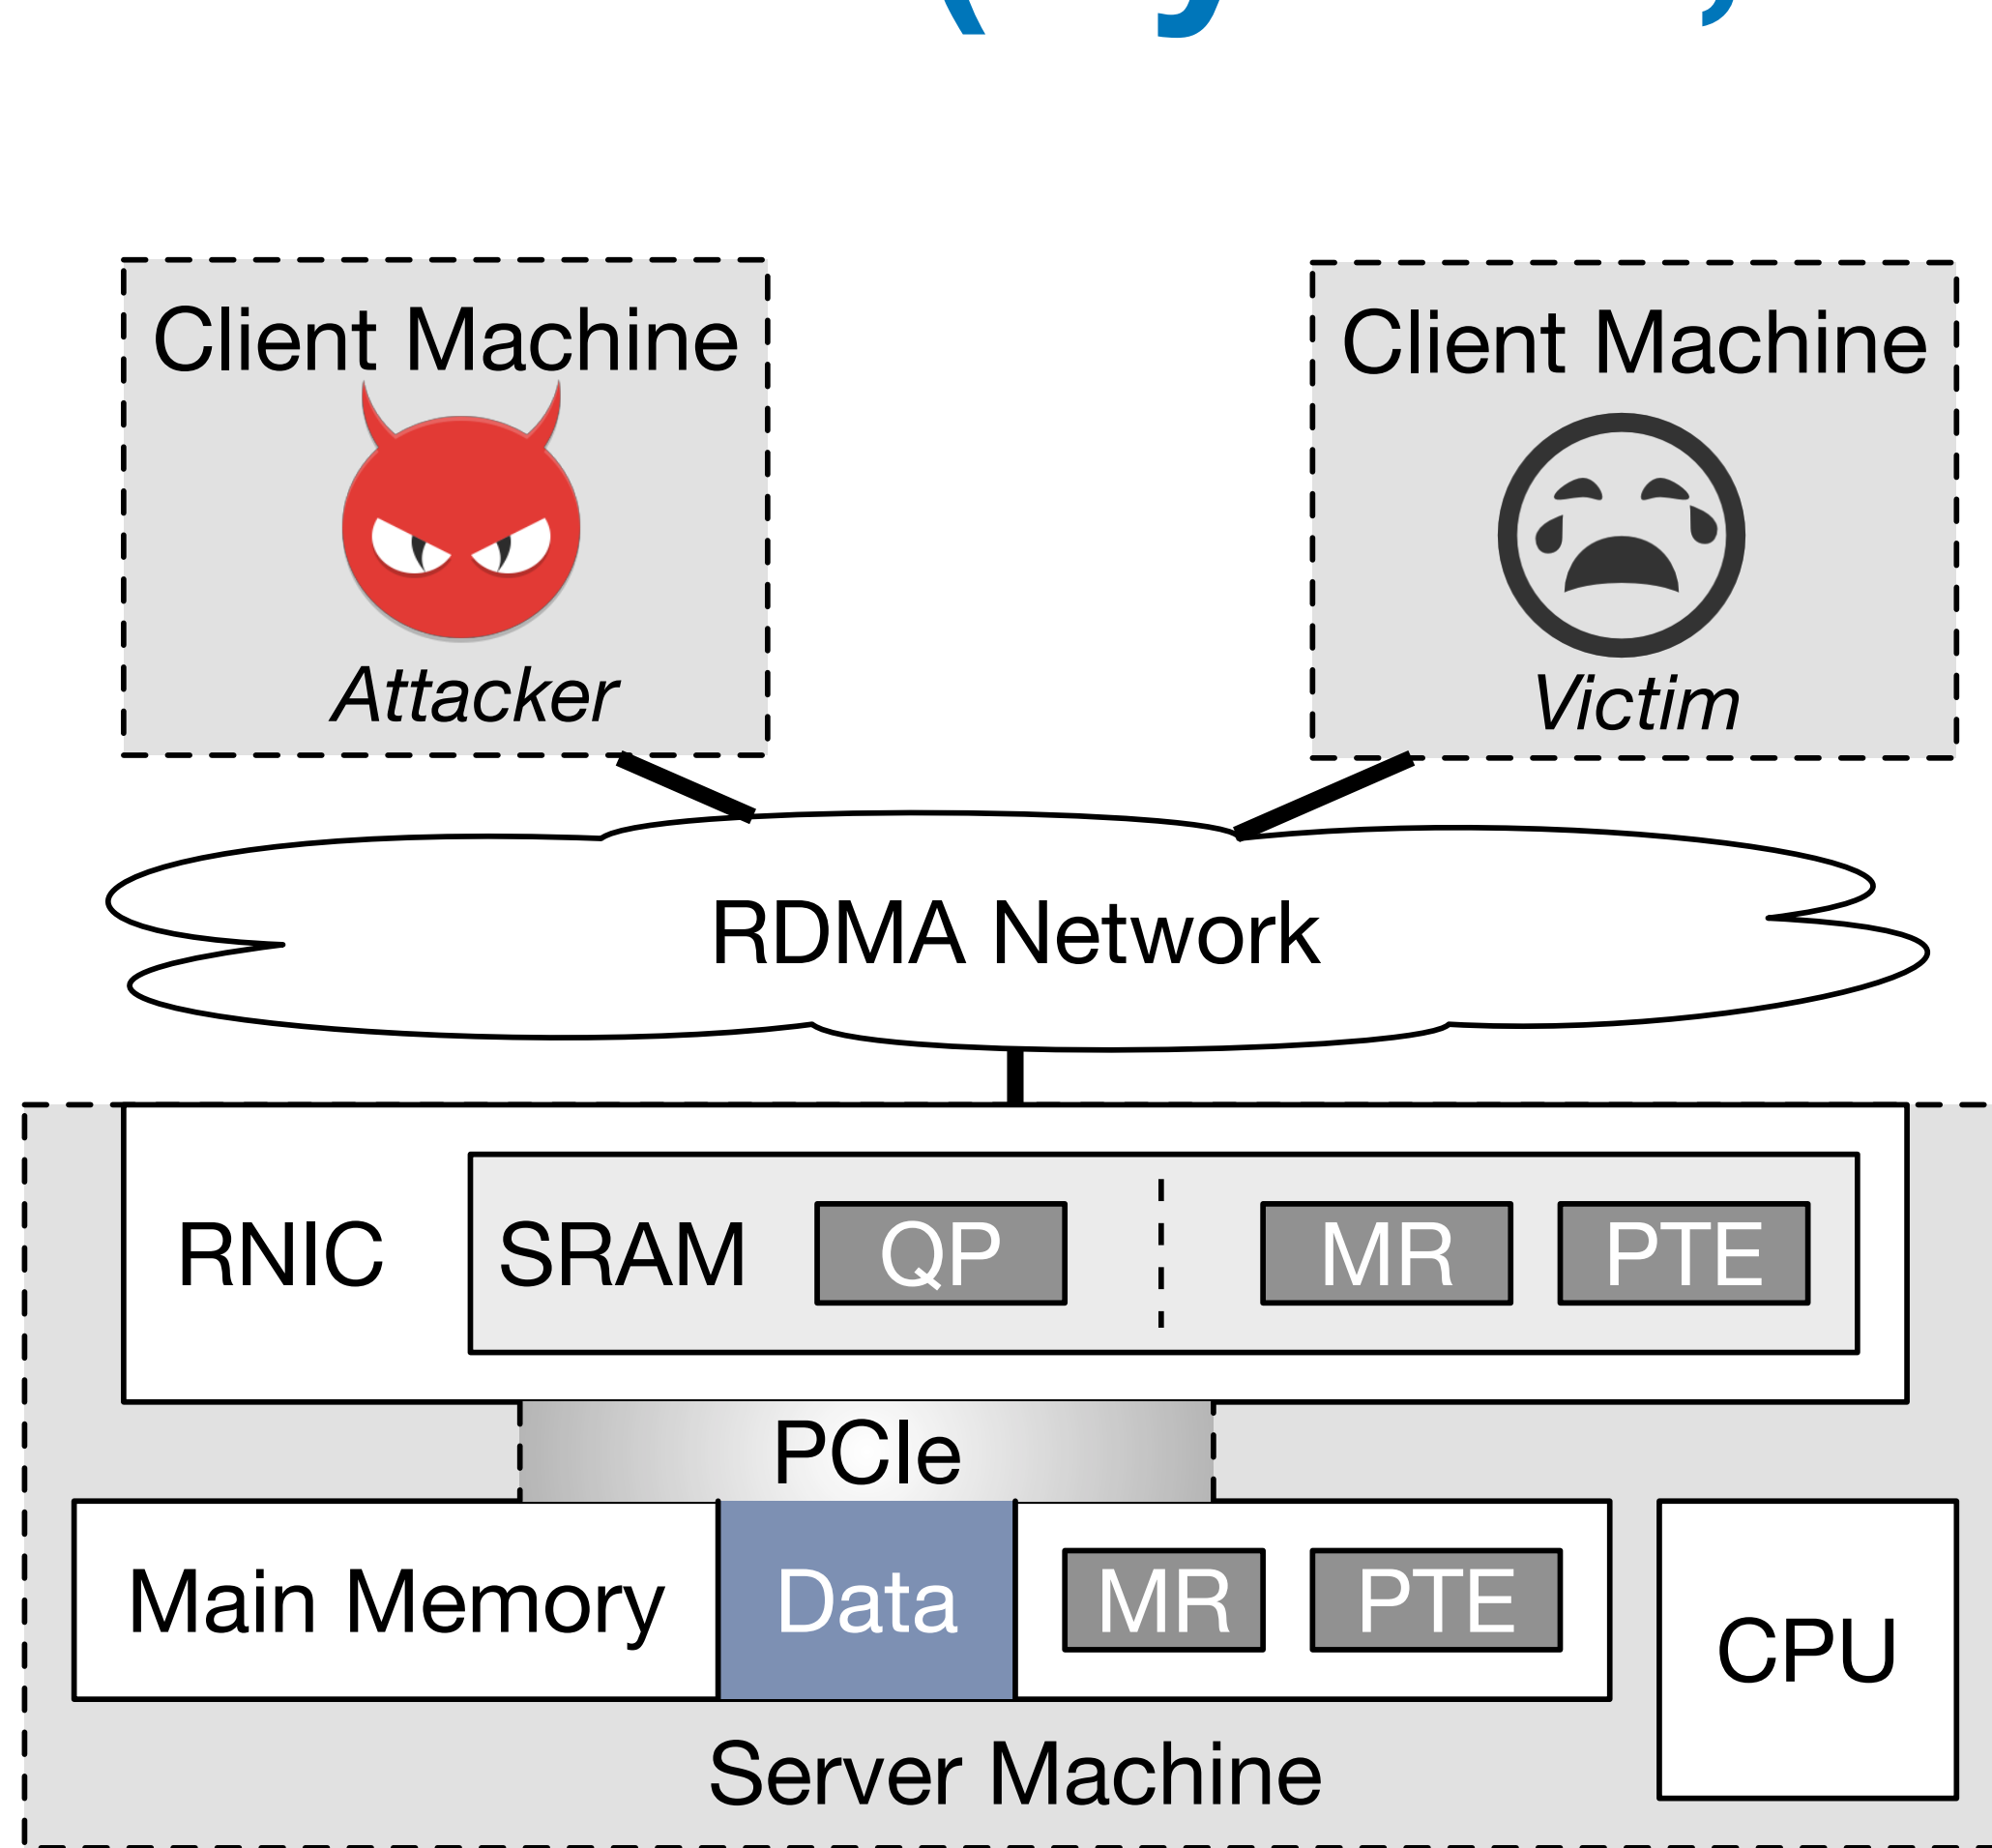 Client Machine
Attacker
Client Machine
Victim
RDMA Network
RNIC
SRAM
QP
MR
PTE
PCIe
Main Memory
Data
MR
PTE
CPU
Server Machine